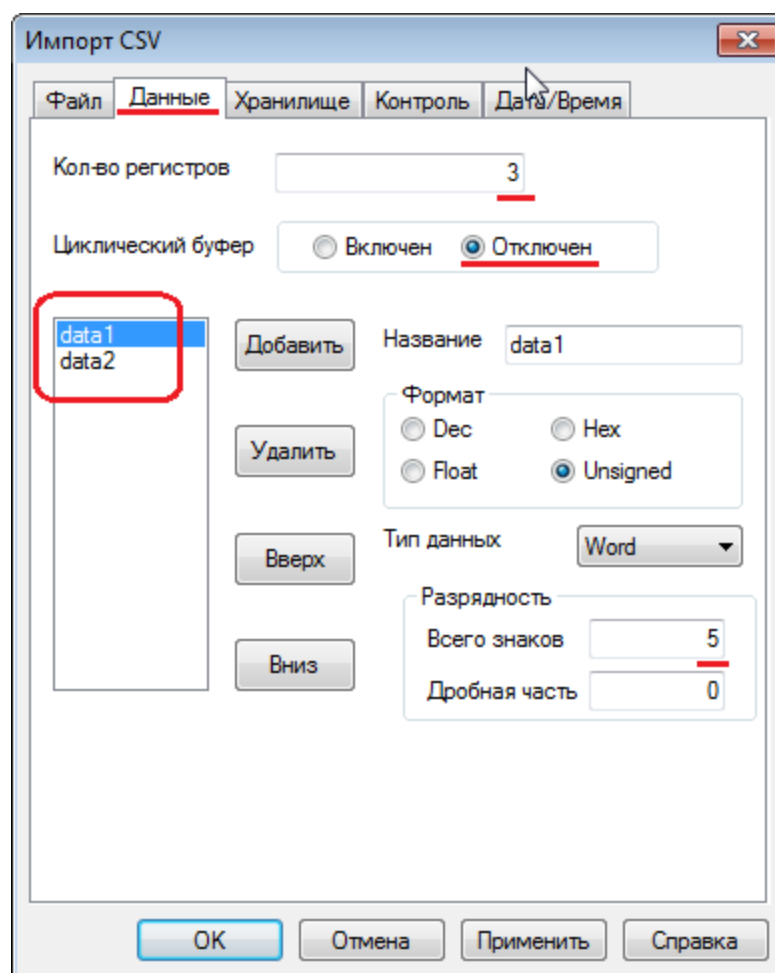 Импорт CSV
Файл Данные Хранилище Контроль Дата/Время
Кол-во регистров 3
Циклический буфер Включен Отключен
data1
data2
Добавить
Удалить
Вверх
Вниз
Название data1
Формат
Dec Hex
Float Unsigned
Тип данных Word
Разрядность
Всего знаков 5
Дробная часть 0
OK Отмена Применить Справка